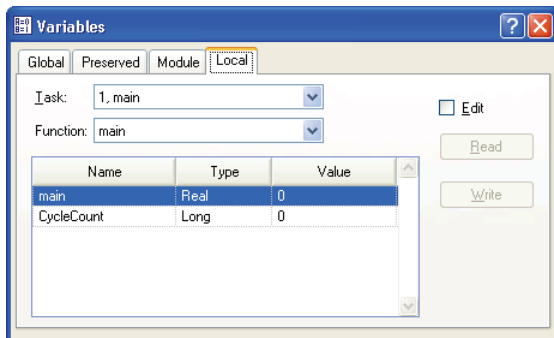 Variables
Global Preserved Module Local
Task: 1, main
Edit
Function: main
Read
Name Type Value
main Real 0
Write
CycleCount Long 0